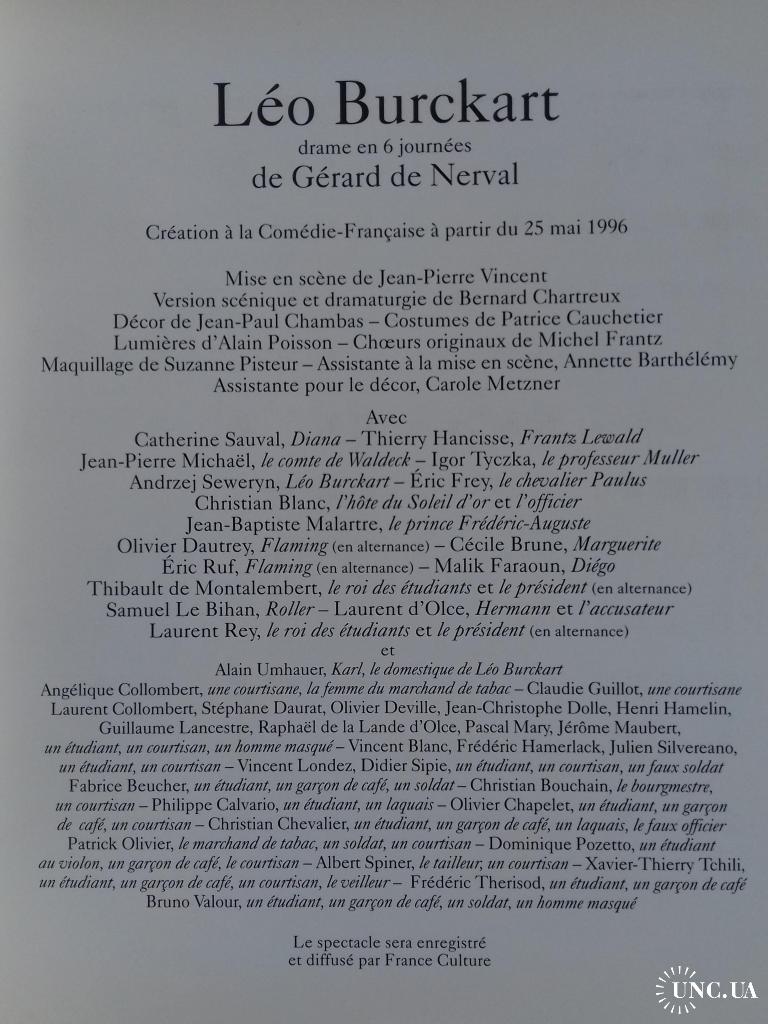 Léo Burckart
drame en 6 journées
de Gérard de Nerval
Création à la Comédie-Française à partir du 25 mai 1996
Mise en scène de Jean-Pierre Vincent
Version scénique et dramaturgie de Bernard Chartreux
Décor de Jean-Paul Chambas – Costumes de Patrice Cauchetier
Lumières d'Alain Poisson – Chœurs originaux de Michel Frantz
Maquillage de Suzanne Pisteur – Assistante à la mise en scène, Annette Barthélémy
Assistante pour le décor, Carole Metzner
Avec
Catherine Sauval, Diana – Thierry Hancisse, Frantz Lewald
Jean-Pierre Michaël, le comte de Waldeck – Igor Tyczka, le professeur Muller
Andrzej Seweryn, Léo Burckart – Éric Frey, le chevalier Paulus
Christian Blanc, l'hôte du Soleil d'or et l'officier
Jean-Baptiste Malartre, le prince Frédéric-Auguste
Olivier Dautrey, Flaming (en alternance) – Cécile Brune, Marguerite
Éric Ruf, Flaming (en alternance) – Malik Faraoun, Diégo
Thibault de Montalembert, le roi des étudiants et le président (en alternance)
Samuel Le Bihan, Roller – Laurent d'Olce, Hermann et l'accusateur
Laurent Rey, le roi des étudiants et le président (en alternance)
et
Alain Umhauer, Karl, le domestique de Léo Burckart
Angélique Collombert, une courtisane, la femme du marchand de tabac – Claudie Guillot, une courtisane
Laurent Collombert, Stéphane Daurat, Olivier Deville, Jean-Christophe Dolle, Henri Hamelin,
Guillaume Lancestre, Raphaël de la Lande d'Olce, Pascal Mary, Jérôme Maubert,
un étudiant, un courtisan, un homme masqué – Vincent Blanc, Frédéric Hamerlack, Julien Silvereano,
un étudiant, un courtisan – Vincent Londez, Didier Sipie, un étudiant, un courtisan, un faux soldat
Fabrice Beucher, un étudiant, un garçon de café, un soldat – Christian Bouchain, le bourgmestre,
un courtisan – Philippe Calvario, un étudiant, un laquais – Olivier Chapelet, un étudiant, un garçon
de café, un courtisan – Christian Chevalier, un étudiant, un garçon de café, un laquais, le faux officier
Patrick Olivier, le marchand de tabac, un soldat, un courtisan – Dominique Pozetto, un étudiant
au violon, un garçon de café, le courtisan – Albert Spiner, le tailleur, un courtisan – Xavier-Thierry Tchili,
un étudiant, un garçon de café, un courtisan, le veilleur – Frédéric Therisod, un étudiant, un garçon de café
Bruno Valour, un étudiant, un garçon de café, un soldat, un homme masqué
Le spectacle sera enregistré
et diffusé par France Culture
UNC.UA